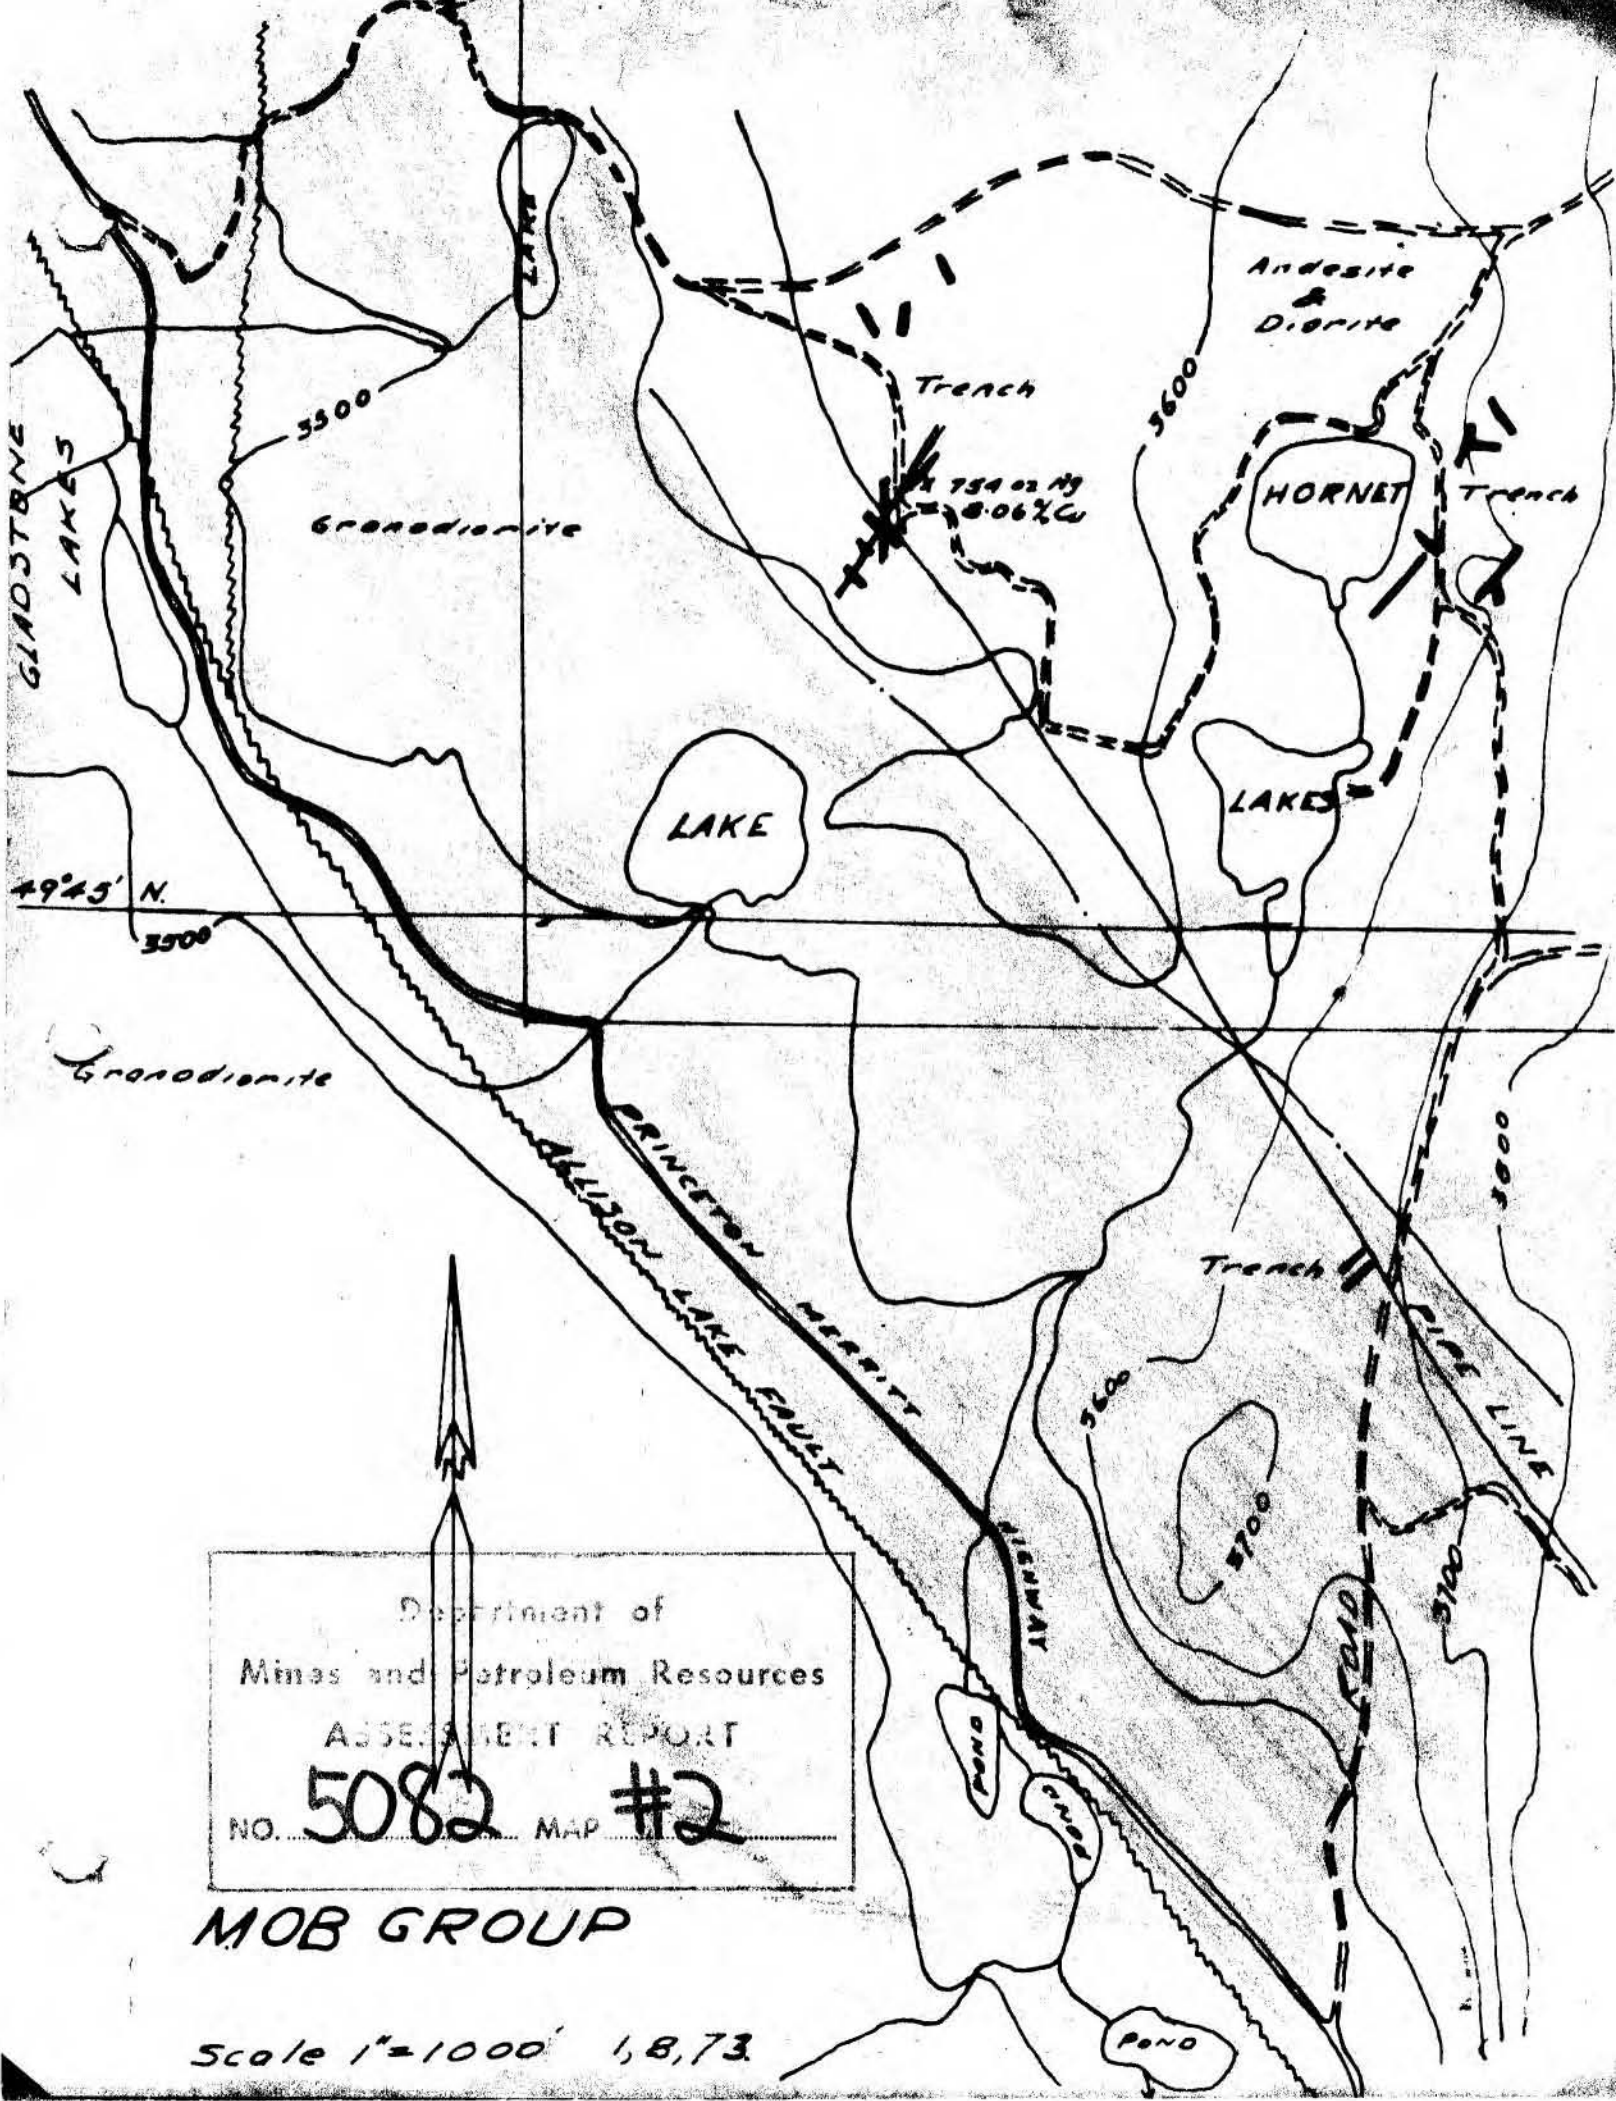 LAKE
Andesite
&
Diorite
Trench
3600
3500
GLADSTONE
LAKES
HORNET
Trench
Granodiorite
LAKE
LAKES
49°45' N.
3500
Granodiorite
3600
PRINCETON MERRITT HIGHWAY
ALLISON LAKE FAULT
Trench
PIPE LINE
3600
3700
3700
ROAD
Department of
Mines and Petroleum Resources
ASSESSMENT REPORT
NO. 5082 MAP #2
POND
POND
MOB GROUP
Scale 1"=1000' 1,8,73.
POND